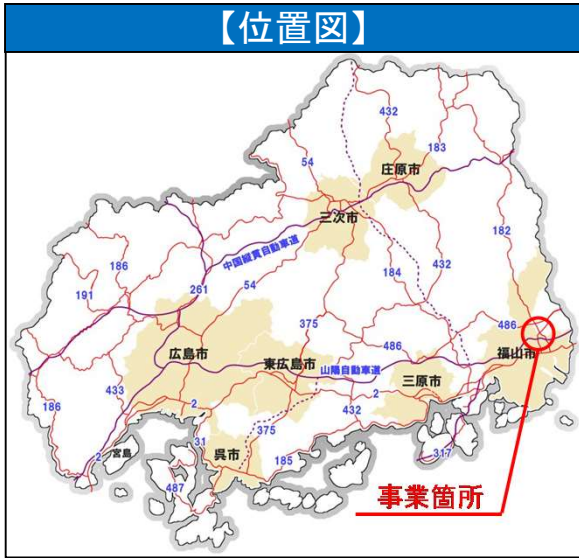 【位置図】
432
183
54
庄原市
三次市
182
中国縦貫自動車道
186
191
261
54
184
432
375
486
486
広島市
東広島市
山陽自動車道
福山市
三原市
433
186
2
2
432
375
31
185
2
宮島
呉市
317
487
事業箇所